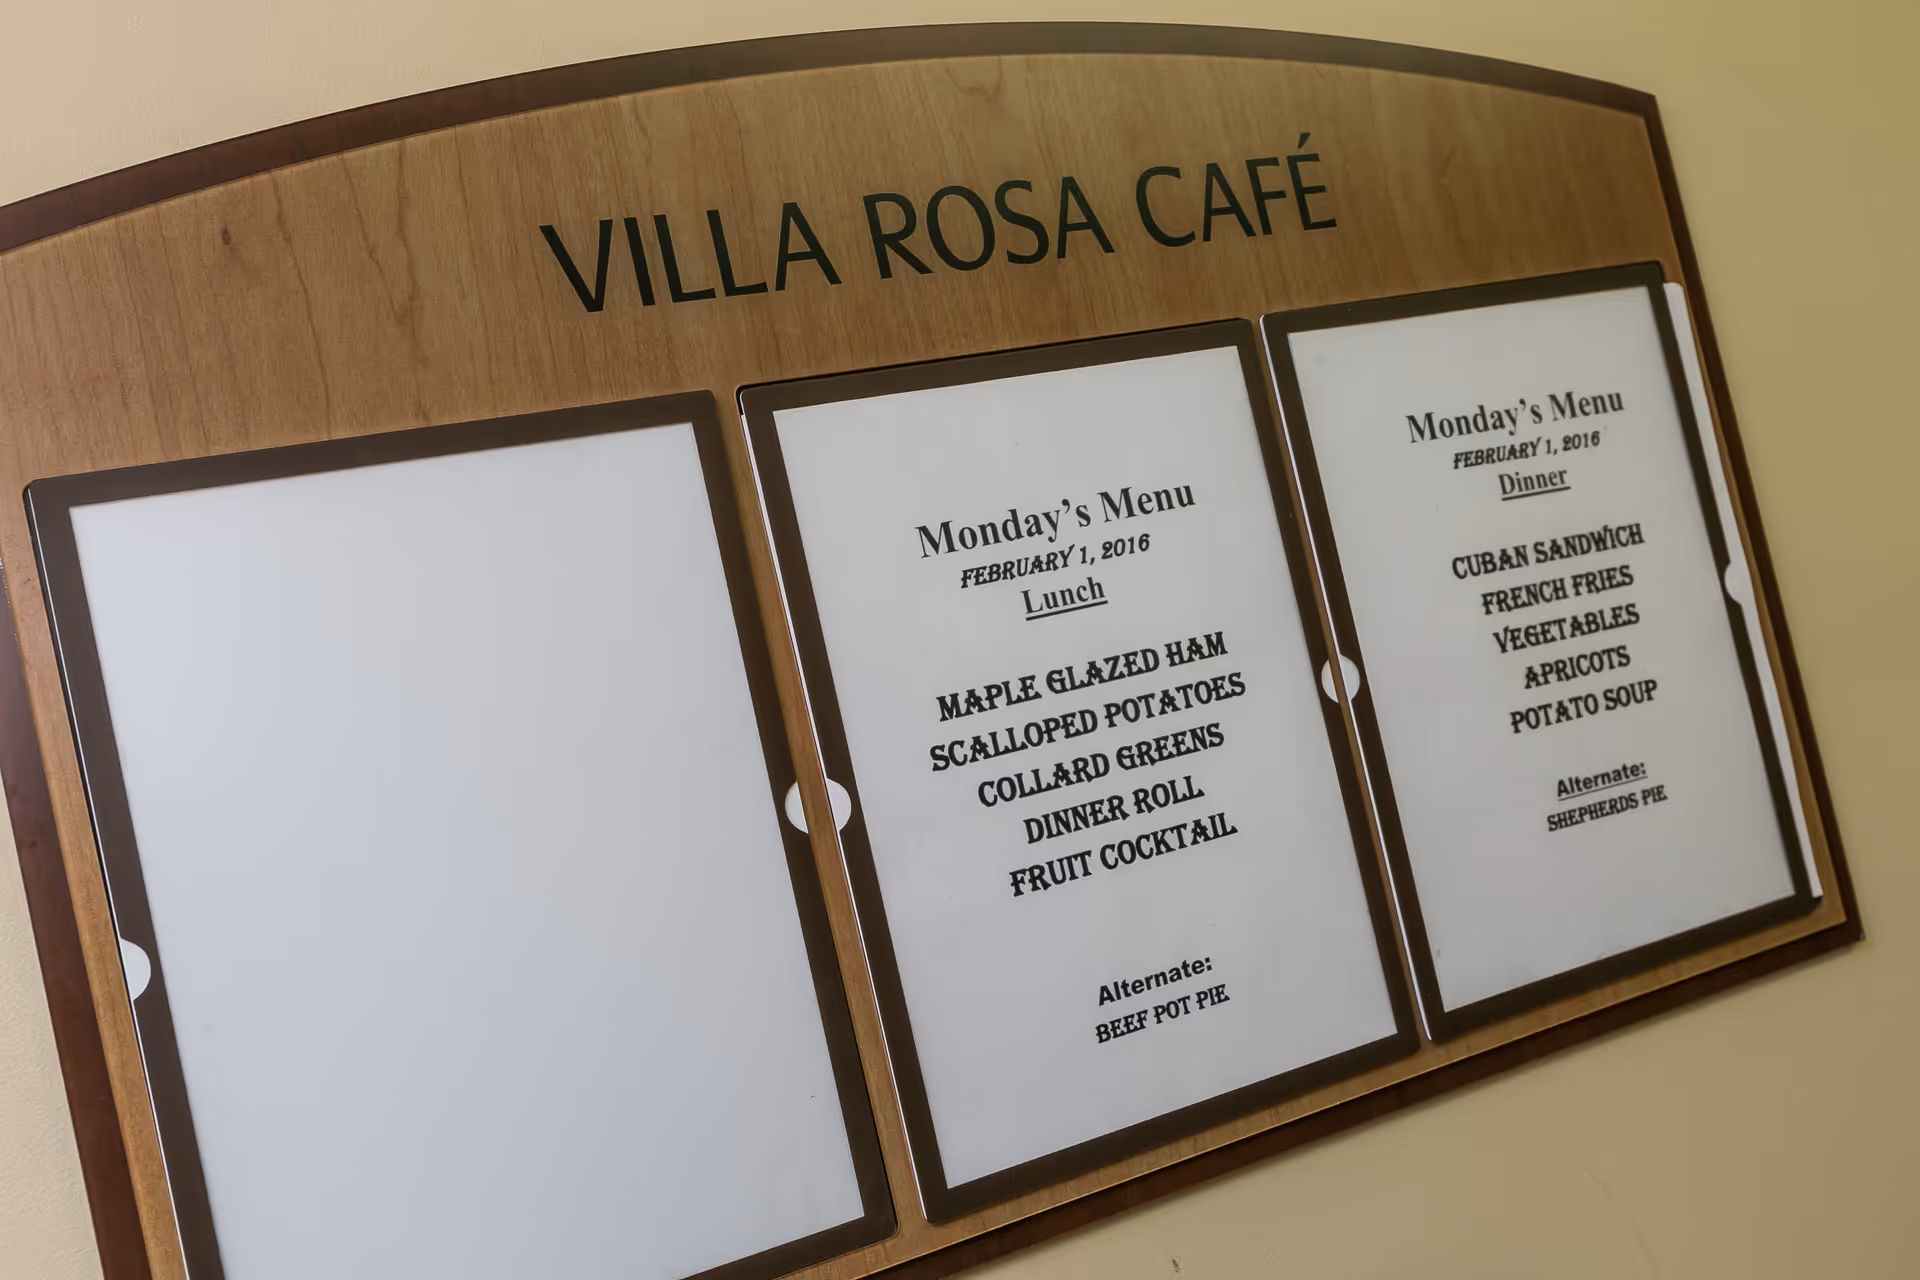 VILLA ROSA CAFÉ
Monday's Menu
FEBRUARY 1, 2016
Lunch
MAPLE GLAZED HAM
SCALLOPED POTATOES
COLLARD GREENS
DINNER ROLL
FRUIT COCKTAIL
Alternate:
BEEF POT PIE
Monday's Menu
FEBRUARY 1, 2016
Dinner
CUBAN SANDWICH
FRENCH FRIES
VEGETABLES
APRICOTS
POTATO SOUP
Alternate:
SHEPHERDS PIE